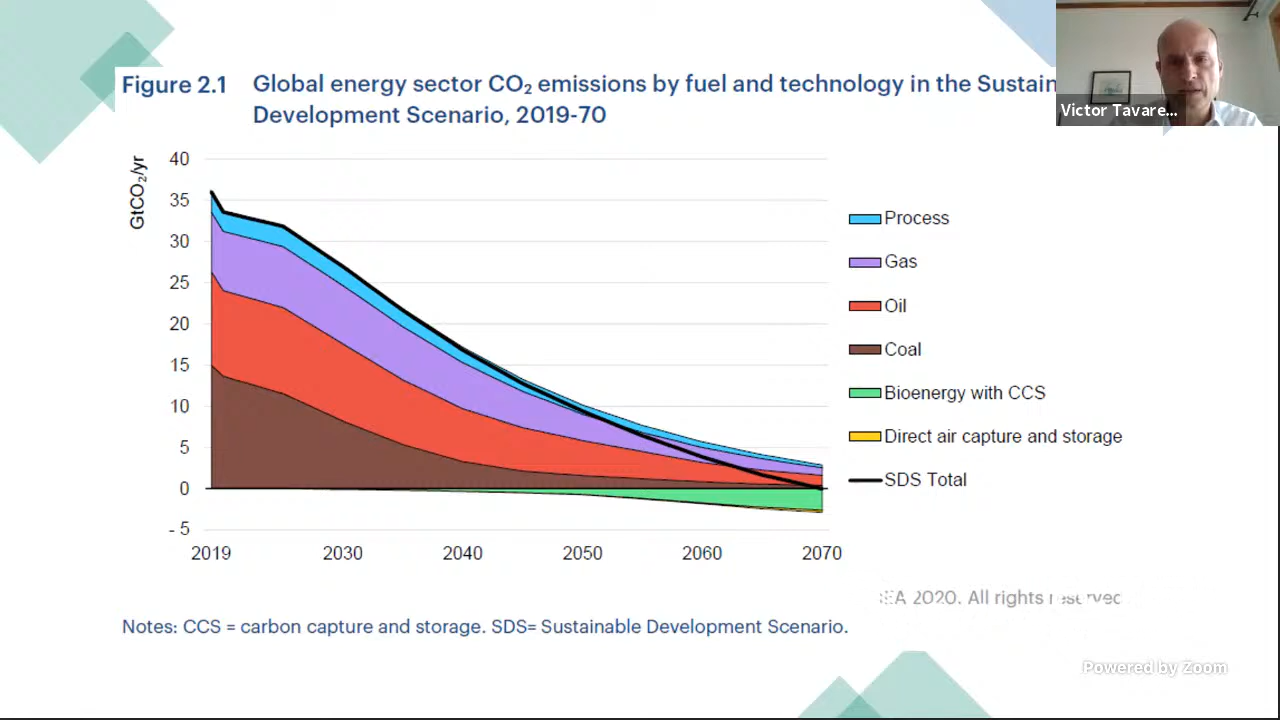 Figure 2.1 Global energy sector CO₂ emissions by fuel and technology in the Sustain
Development Scenario, 2019-70
Victor Tavare...
GtCO₂/yr
40
35
30
25
20
15
10
5
0
- 5
2019 2030 2040 2050 2060 2070
Process
Gas
Oil
Coal
Bioenergy with CCS
Direct air capture and storage
SDS Total
2020. All rights reserved
Notes: CCS = carbon capture and storage. SDS= Sustainable Development Scenario.
Powered by Zoom